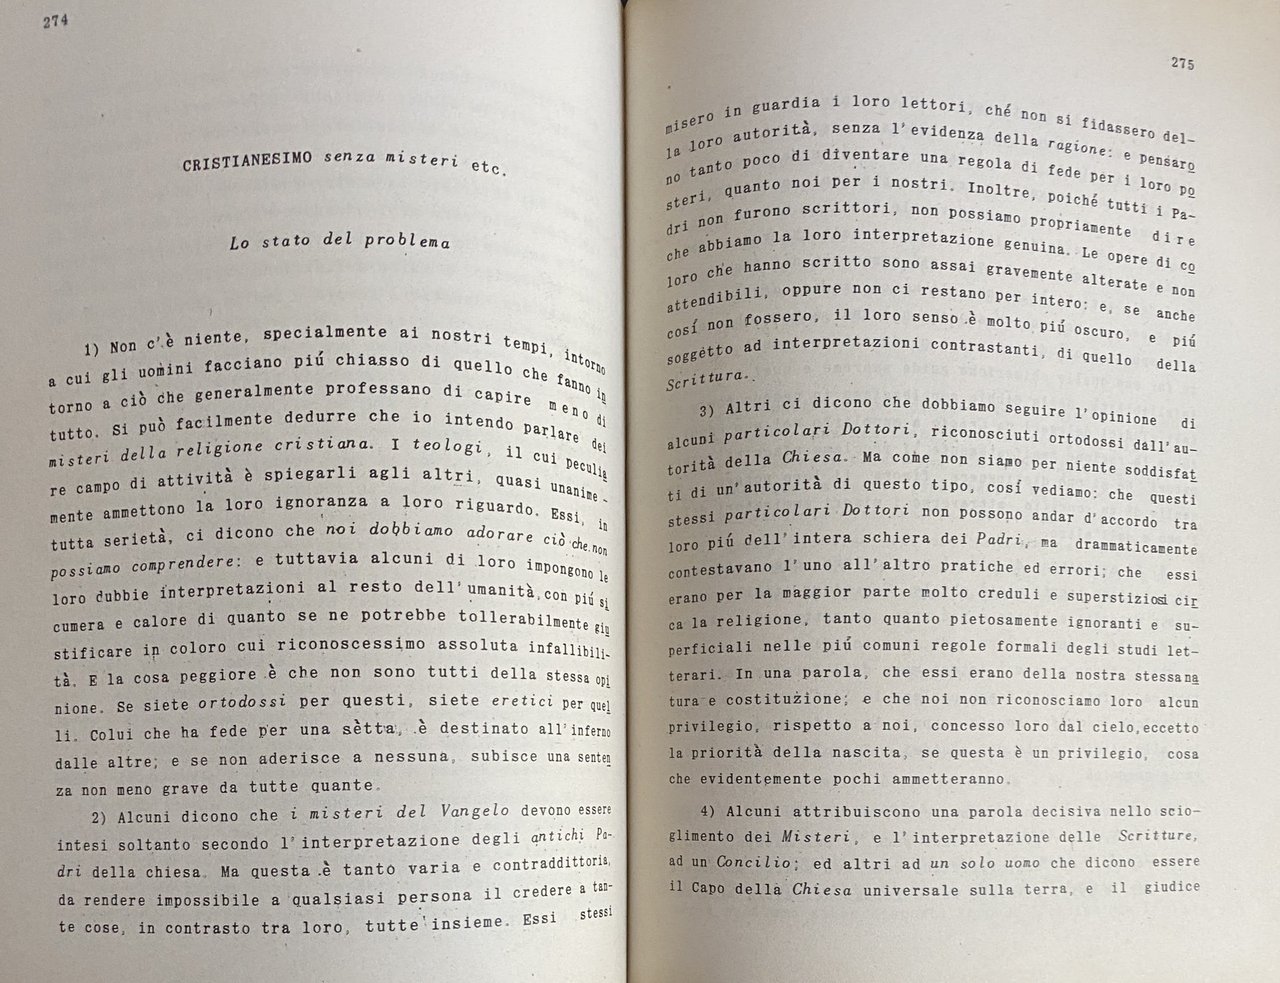 274
CRISTIANESIMO senza misteri etc.
Lo stato del problema
1) Non c'è niente, specialmente ai nostri tempi, intorno
a cui gli uomini facciano piú chiasso di quello che fanno in
torno a ciò che generalmente professano di capire meno di
tutto. Si può facilmente dedurre che io intendo parlare dei
misteri della religione cristiana. I teologi, il cui peculia
re campo di attività è spiegarli agli altri, quasi unanime-
mente ammettono la loro ignoranza a loro riguardo. Essi, in
tutta serietà, ci dicono che noi dobbiamo adorare ciò che non
possiamo comprendere: e tuttavia alcuni di loro impongono le
loro dubbie interpretazioni al resto dell'umanità, con piú si
cumera e calore di quanto se ne potrebbe tollerabilmente giu
stificare in coloro cui riconoscessimo assoluta infallibili-
tà. E la cosa peggiore è che non sono tutti della stessa opi
nione. Se siete ortodossi per questi, siete eretici per quel
li. Colui che ha fede per una sètta, è destinato all'inferno
dalle altre; e se non aderisce a nessuna, subisce una senten
za non meno grave da tutte quante.
2) Alcuni dicono che i misteri del Vangelo devono essere
intesi soltanto secondo l'interpretazione degli antichi Pa-
dri della chiesa. Ma questa è tanto varia e contraddittoria,
da rendere impossibile a qualsiasi persona il credere a tan-
te cose, in contrasto tra loro, tutte insieme. Essi stessi
275
misero in guardia i loro lettori, ché non si fidassero del-
la loro autorità, senza l'evidenza della ragione: e pensaro
no tanto poco di diventare una regola di fede per i loro po
steri, quanto noi per i nostri. Inoltre, poiché tutti i Pa-
dri non furono scrittori, non possiamo propriamente dire
che abbiamo la loro interpretazione genuina. Le opere di co
loro che hanno scritto sono assai gravemente alterate e non
attendibili, oppure non ci restano per intero: e, se anche
cosí non fossero, il loro senso è molto piú oscuro, e piú
soggetto ad interpretazioni contrastanti, di quello della
Scrittura.
3) Altri ci dicono che dobbiamo seguire l'opinione di
alcuni particolari Dottori, riconosciuti ortodossi dall'au-
torità della Chiesa. Ma come non siamo per niente soddisfat
ti di un'autorità di questo tipo, cosí vediamo: che questi
stessi particolari Dottori non possono andar d'accordo tra
loro piú dell'intera schiera dei Padri, ma drammaticamente
contestavano l'uno all'altro pratiche ed errori; che essi
erano per la maggior parte molto creduli e superstiziosi cir
ca la religione, tanto quanto pietosamente ignoranti e su-
perficiali nelle piú comuni regole formali degli studi let-
terari. In una parola, che essi erano della nostra stessa na
tura e costituzione; e che noi non riconosciamo loro alcun
privilegio, rispetto a noi, concesso loro dal cielo, eccetto
la priorità della nascita, se questa è un privilegio, cosa
che evidentemente pochi ammetteranno.
4) Alcuni attribuiscono una parola decisiva nello scio-
glimento dei Misteri, e l'interpretazione delle Scritture,
ad un Concilio; ed altri ad un solo uomo che dicono essere
il Capo della Chiesa universale sulla terra, e il giudice